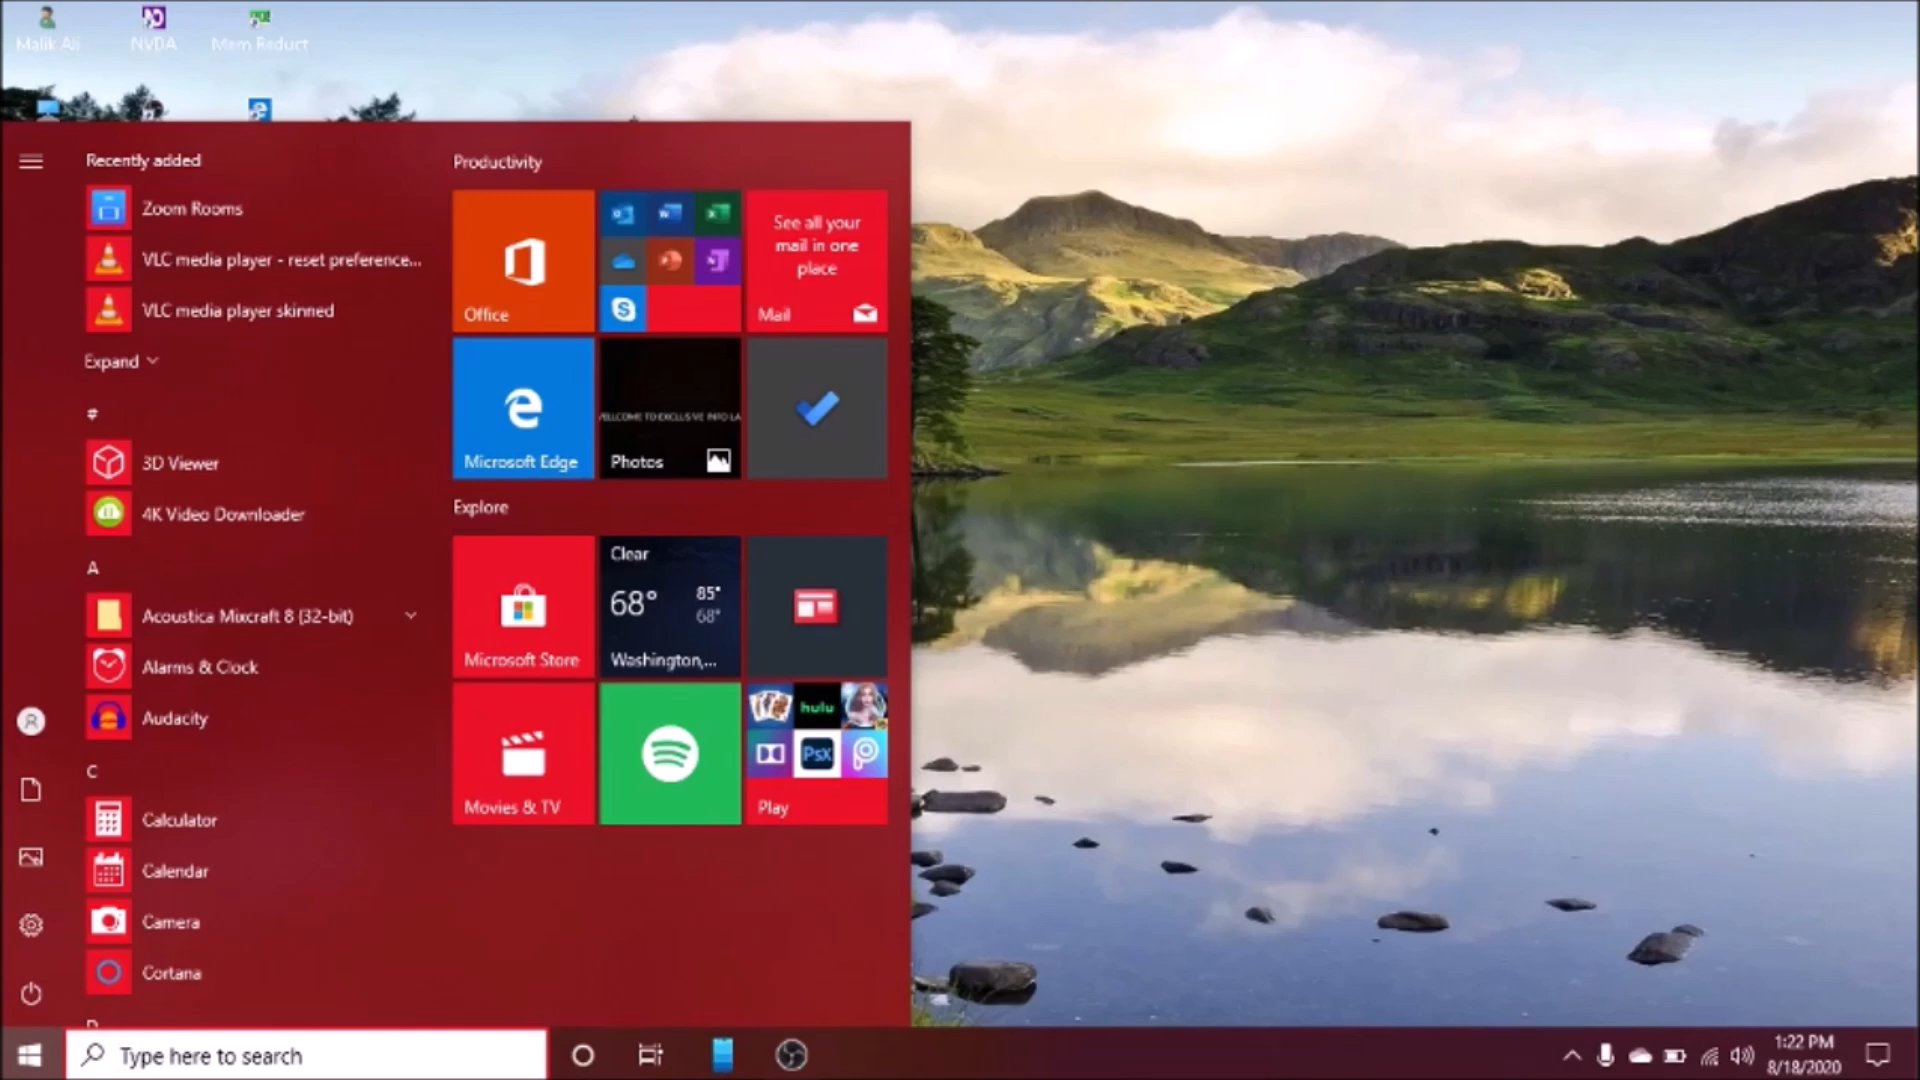 Malik Ali
NVDA
Mem Reduct
Recently added
Zoom Rooms
VLC media player - reset preference...
VLC media player skinned
Expand
#
3D Viewer
4K Video Downloader
A
Acoustica Mixcraft 8 (32-bit)
Alarms & Clock
Audacity
C
Calculator
Calendar
Camera
Cortana
Productivity
Office
See all your
mail in one
place
Mail
Microsoft Edge
Photos
Explore
Microsoft Store
Clear
68°
85°
68°
Washington,...
Movies & TV
hulu
PsX
Play
Type here to search
1:22 PM
8/18/2020